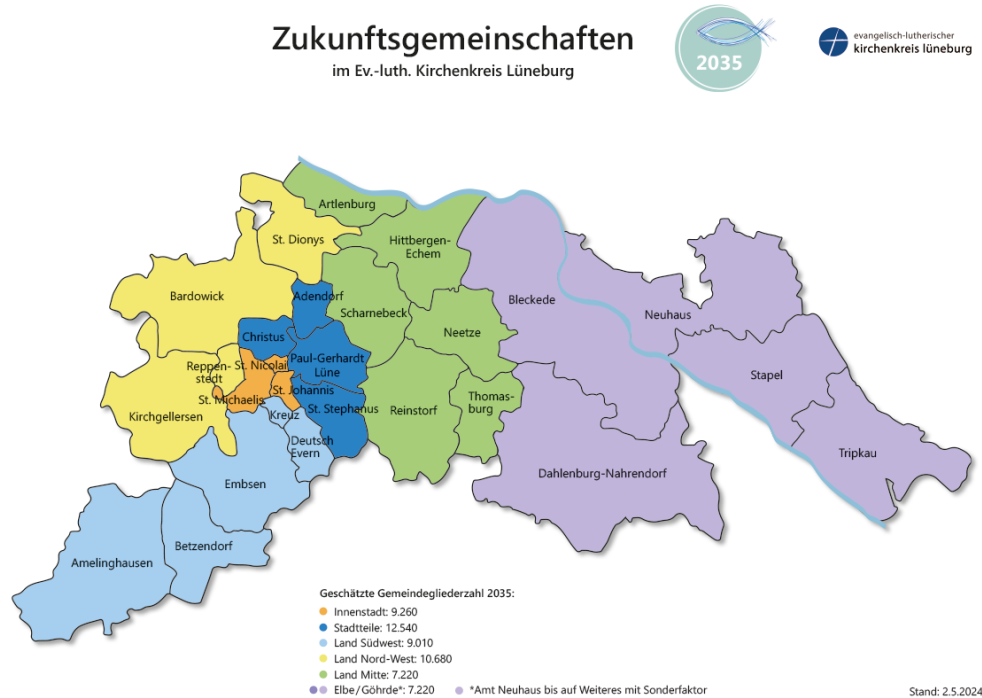 Zukunftsgemeinschaften
im Ev.-luth. Kirchenkreis Lüneburg
2035
evangelisch-lutherischer
kirchenkreis lüneburg
Artlenburg
St. Dionys
Hittbergen-
Echem
Bardowick
Adendorf
Scharnebeck
Bleckede
Neuhaus
Christus
Neetze
Paul-Gerhardt
Lüne
Reppen-
stedt
St. Nicolai
Stapel
St. Michaelis
St. Johannis
Thomas-
burg
Kirchgellersen
Kreuz
St. Stephanus
Reinstorf
Deutsch
Evern
Tripkau
Embsen
Dahlenburg-Nahrendorf
Betzendorf
Amelinghausen
Geschätzte Gemeindegliederzahl 2035:
Innenstadt: 9.260
Stadtteile: 12.540
Land Südwest: 9.010
Land Nord-West: 10.680
Land Mitte: 7.220
Elbe/Göhrde*: 7.220
*Amt Neuhaus bis auf Weiteres mit Sonderfaktor
Stand: 2.5.2024